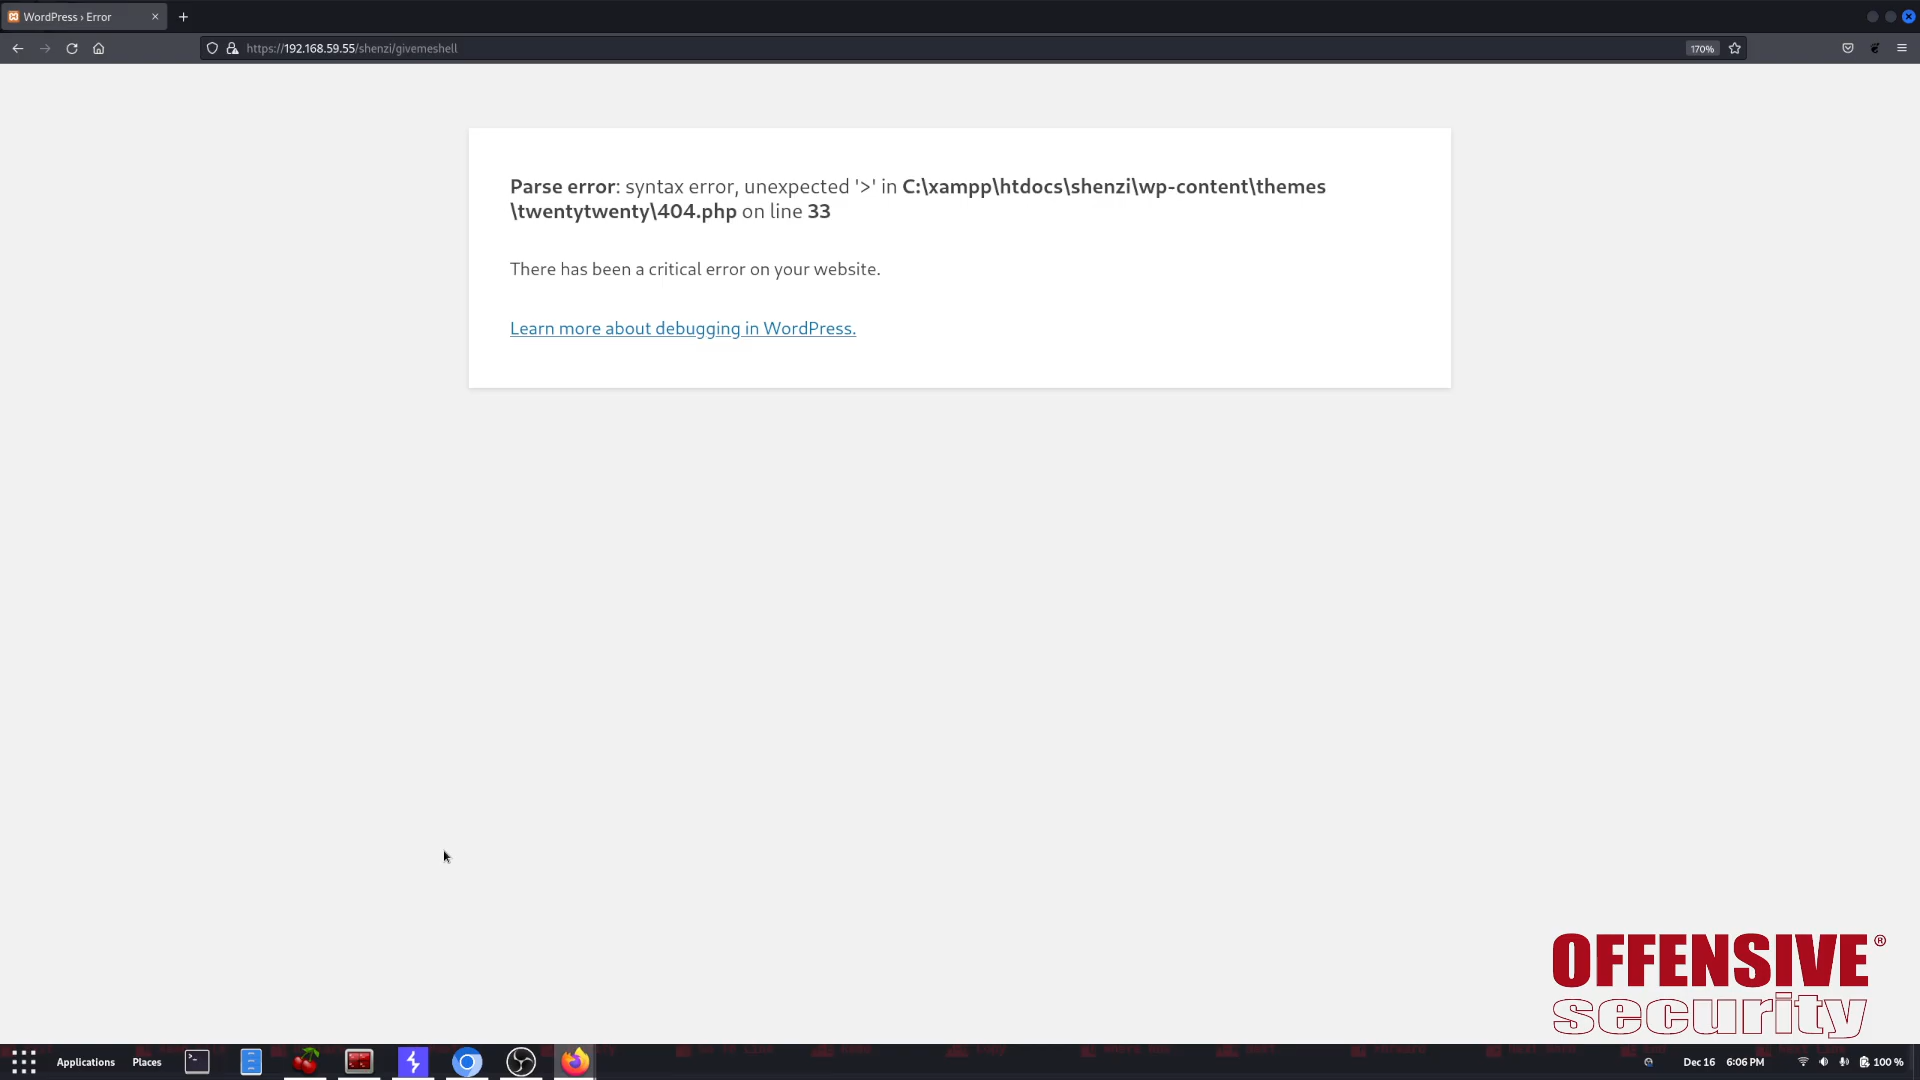 WordPress › Error
https://192.168.59.55/shenzi/givemeshell
170%
Parse error: syntax error, unexpected '>' in C:\xampp\htdocs\shenzi\wp-content\themes
\twentytwenty\404.php on line 33
There has been a critical error on your website.
Learn more about debugging in WordPress.
OFFENSIVE®
security
Applications
Places
Dec 16 6:06 PM
100 %